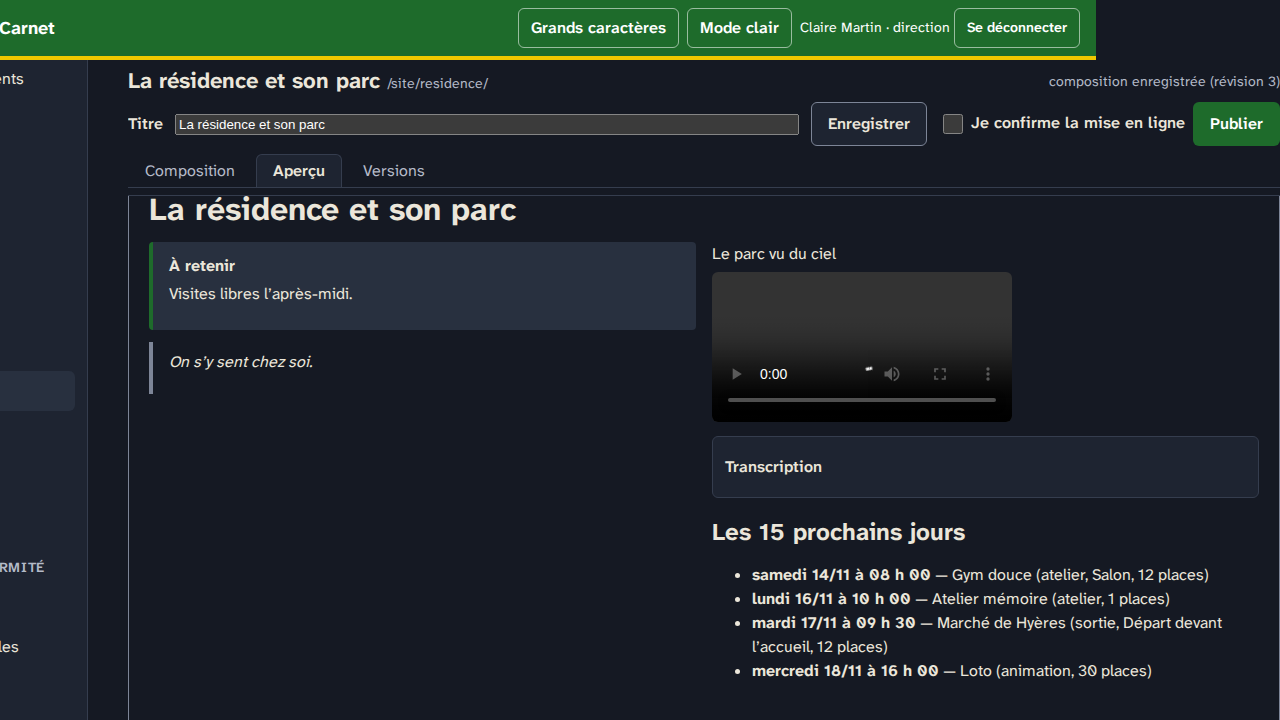 Carnet
Grands caractères
Mode clair
Claire Martin · direction
Se déconnecter
nts
RMITÉ
les
La résidence et son parc /site/residence/
composition enregistrée (révision 3)
Titre
La résidence et son parc
Enregistrer
Je confirme la mise en ligne
Publier
Composition
Aperçu
Versions
La résidence et son parc
À retenir
Visites libres l'après-midi.
On s'y sent chez soi.
Le parc vu du ciel
0:00
Transcription
Les 15 prochains jours
samedi 14/11 à 08 h 00 — Gym douce (atelier, Salon, 12 places)
lundi 16/11 à 10 h 00 — Atelier mémoire (atelier, 1 places)
mardi 17/11 à 09 h 30 — Marché de Hyères (sortie, Départ devant
l'accueil, 12 places)
mercredi 18/11 à 16 h 00 — Loto (animation, 30 places)